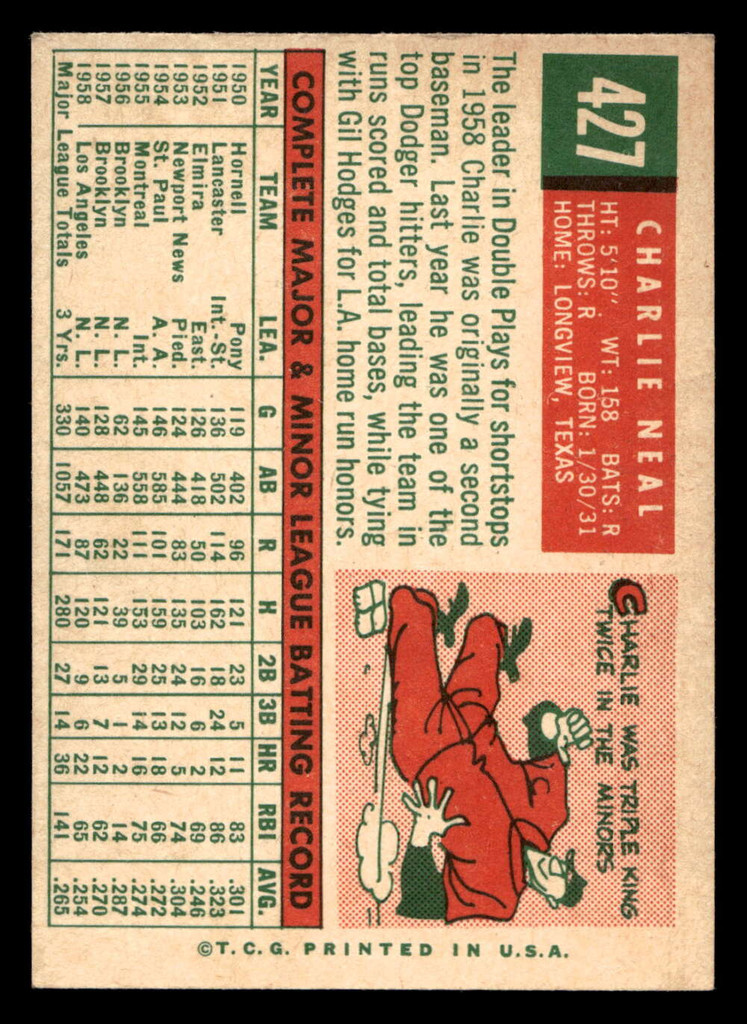 427
CHARLIE NEAL
HT: 5'10". WT: 158 BATS: R
THROWS: R BORN: 1/30/31
HOME: LONGVIEW, TEXAS
The leader in Double Plays for shortstops
in 1958 Charlie was originally a second
baseman. Last year he was one of the
top Dodger hitters, leading the team in
runs scored and total bases, while tying
with Gil Hodges for L.A. home run honors.
CHARLIE WAS TRIPLE KING
TWICE IN THE MINORS
COMPLETE MAJOR & MINOR LEAGUE BATTING RECORD
YEAR TEAM LEA. G AB R H 2B 3B HR RBI AVG.
1950 Hornell Pony 119 402 96 121 23 5 11 83 .301
1951 Lancaster Int.-St. 136 502 114 162 18 24 12 86 .323
1952 Elmira East. 126 418 50 103 16 6 2 69 .246
1953 Newport News Pied. 124 444 83 135 24 12 5 74 .304
1954 St. Paul A. A. 146 585 101 159 25 13 18 66 .272
1955 Montreal Int. 145 558 111 153 29 14 16 75 .274
1956 Brooklyn N. L. 62 136 22 39 5 1 2 14 .287
1957 Brooklyn N. L. 128 448 62 121 13 7 12 62 .270
1958 Los Angeles N. L. 140 473 87 120 9 6 22 65 .254
Major League Totals 3 Yrs. 330 1057 171 280 27 14 36 141 .265
© T. C. G. PRINTED IN U. S. A.